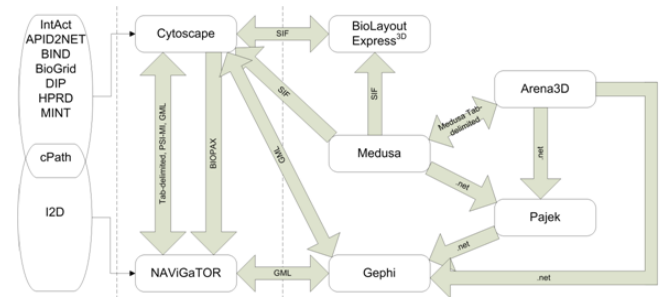 IntAct
APID2NET
BIND
BioGrid
DIP
HPRD
MINT
cPath
I2D
Cytoscape
SIF
BioLayout
Express3D
SIF
SIF
Arena3D
Medusa Tab-
delimited
Medusa
.net
.net
Tab-delimited, PSI-MI, GML
BIOPAX
GML
Pajek
.net
NAViGaTOR
GML
Gephi
.net